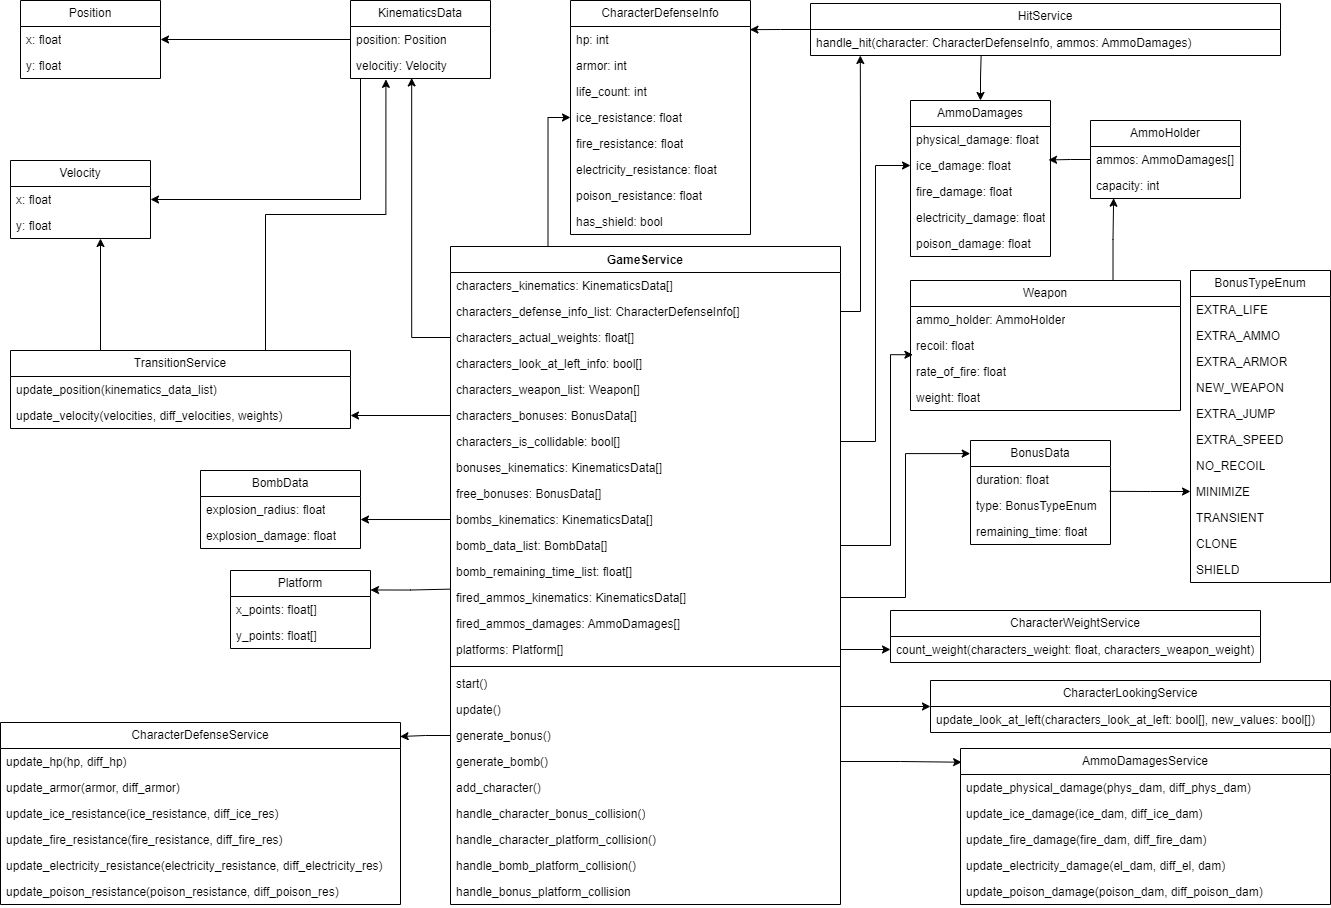 Position
x: float
y: float
KinematicsData
position: Position
velocitiy: Velocity
CharacterDefenseInfo
hp: int
armor: int
life_count: int
ice_resistance: float
fire_resistance: float
electricity_resistance: float
poison_resistance: float
has_shield: bool
HitService
handle_hit(character: CharacterDefenseInfo, ammos: AmmoDamages)
AmmoDamages
physical_damage: float
ice_damage: float
fire_damage: float
electricity_damage: float
poison_damage: float
AmmoHolder
ammos: AmmoDamages[]
capacity: int
Velocity
x: float
y: float
GameService
characters_kinematics: KinematicsData[]
characters_defense_info_list: CharacterDefenseInfo[]
characters_actual_weights: float[]
characters_look_at_left_info: bool[]
characters_weapon_list: Weapon[]
characters_bonuses: BonusData[]
characters_is_collidable: bool[]
bonuses_kinematics: KinematicsData[]
free_bonuses: BonusData[]
bombs_kinematics: KinematicsData[]
bomb_data_list: BombData[]
bomb_remaining_time_list: float[]
fired_ammos_kinematics: KinematicsData[]
fired_ammos_damages: AmmoDamages[]
platforms: Platform[]
start()
update()
generate_bonus()
generate_bomb()
add_character()
handle_character_bonus_collision()
handle_character_platform_collision()
handle_bomb_platform_collision()
handle_bonus_platform_collision
Weapon
ammo_holder: AmmoHolder
recoil: float
rate_of_fire: float
weight: float
BonusTypeEnum
EXTRA_LIFE
EXTRA_AMMO
EXTRA_ARMOR
NEW_WEAPON
EXTRA_JUMP
EXTRA_SPEED
NO_RECOIL
MINIMIZE
TRANSIENT
CLONE
SHIELD
TransitionService
update_position(kinematics_data_list)
update_velocity(velocities, diff_velocities, weights)
BonusData
duration: float
type: BonusTypeEnum
remaining_time: float
BombData
explosion_radius: float
explosion_damage: float
Platform
x_points: float[]
y_points: float[]
CharacterWeightService
count_weight(characters_weight: float, characters_weapon_weight)
CharacterLookingService
update_look_at_left(characters_look_at_left: bool[], new_values: bool[])
CharacterDefenseService
update_hp(hp, diff_hp)
update_armor(armor, diff_armor)
update_ice_resistance(ice_resistance, diff_ice_res)
update_fire_resistance(fire_resistance, diff_fire_res)
update_electricity_resistance(electricity_resistance, diff_electricity_res)
update_poison_resistance(poison_resistance, diff_poison_res)
AmmoDamagesService
update_physical_damage(phys_dam, diff_phys_dam)
update_ice_damage(ice_dam, diff_ice_dam)
update_fire_damage(fire_dam, diff_fire_dam)
update_electricity_damage(el_dam, diff_el, dam)
update_poison_damage(poison_dam, diff_poison_dam)